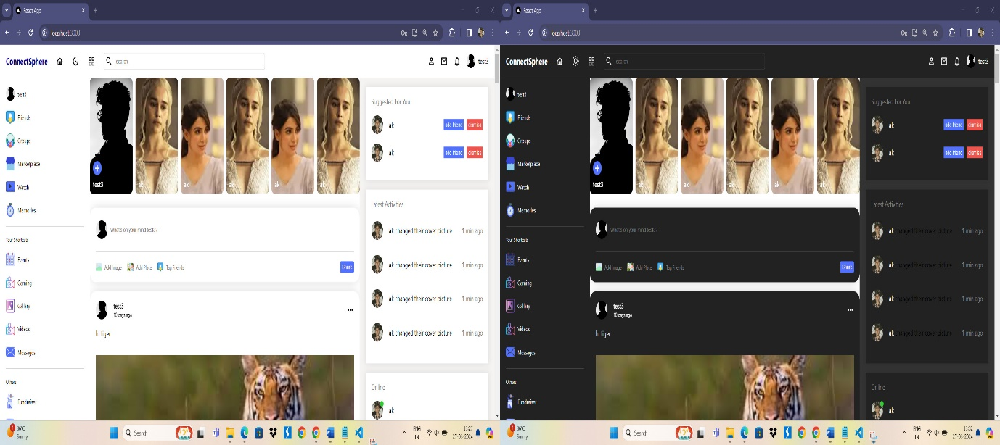 React App
localhost:3000
ConnectSphere
search
test3
test3
Friends
Groups
Marketplace
Watch
Memories
Your Shortcuts
Events
Gaming
Gallary
Videos
Messages
Others
Fundraiser
test3
ak
ak
ak
ak
ak
What's on your mind test3?
Add Image
Add Place
Tag Friends
Share
test3
10 days ago
hi tiger
Suggested For You
ak
add friend
dismiss
ak
add friend
dismiss
Latest Activities
ak changed their cover picture
1 min ago
ak changed their cover picture
1 min ago
ak changed their cover picture
1 min ago
ak changed their cover picture
1 min ago
Online
ak
36°C
Sunny
Search
ENG
IN
13:27
27-03-2024
React App
localhost:3000
ConnectSphere
search
test3
test3
Friends
Groups
Marketplace
Watch
Memories
Your Shortcuts
Events
Gaming
Gallary
Videos
Messages
Others
Fundraiser
test3
ak
ak
ak
ak
ak
What's on your mind test3?
Add Image
Add Place
Tag Friends
Share
test3
10 days ago
hi tiger
Suggested For You
ak
add friend
dismiss
ak
add friend
dismiss
Latest Activities
ak changed their cover picture
1 min ago
ak changed their cover picture
1 min ago
ak changed their cover picture
1 min ago
ak changed their cover picture
1 min ago
Online
ak
36°C
Sunny
Search
ENG
IN
13:32
27-03-2024